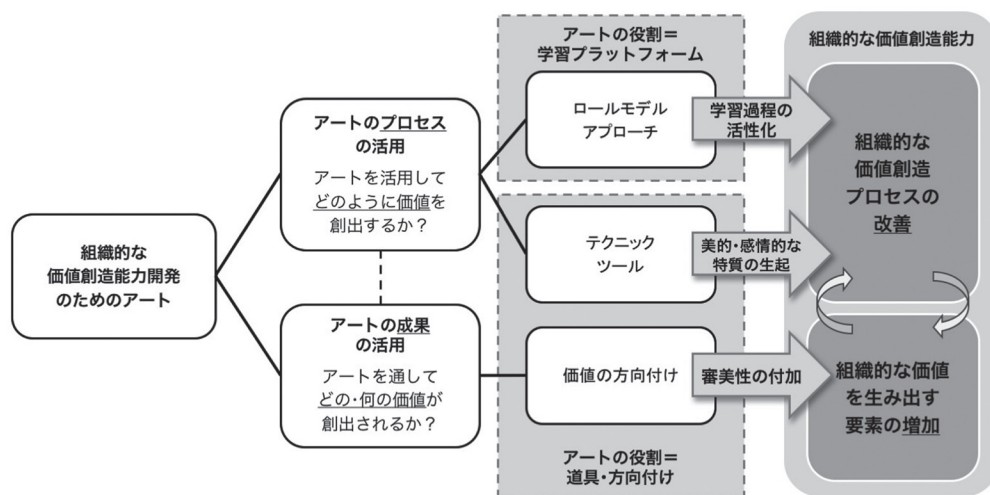 組織的な
価値創造能力開発
のためのアート
アートのプロセス
の活用
アートを活用して
どのように価値を
創出するか？
アートの成果
の活用
アートを通して
どの・何の価値が
創出されるか？
アートの役割＝
学習プラットフォーム
ロールモデル
アプローチ
テクニック
ツール
価値の方向付け
アートの役割＝
道具・方向付け
学習過程の
活性化
美的・感情的な
特質の生起
審美性の付加
組織的な価値創造能力
組織的な
価値創造
プロセスの
改善
組織的な価値
を生み出す
要素の増加